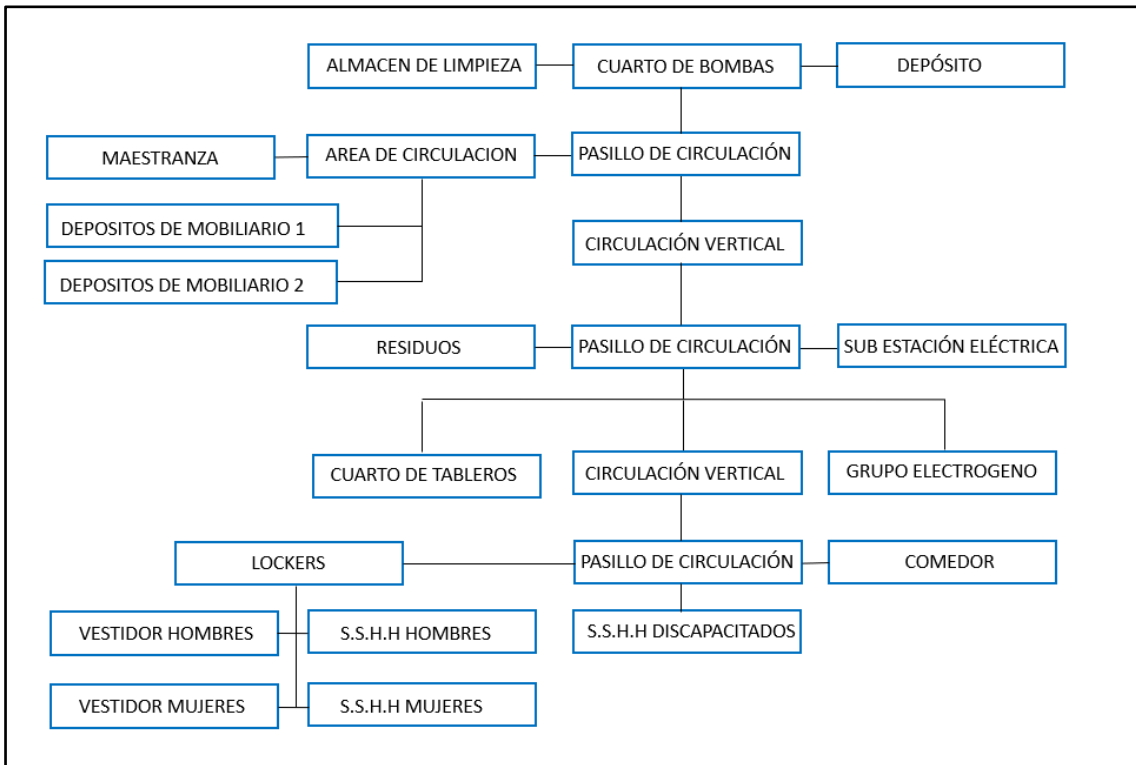 ALMACEN DE LIMPIEZA
CUARTO DE BOMBAS
DEPÓSITO
MAESTRANZA
AREA DE CIRCULACION
PASILLO DE CIRCULACIÓN
DEPOSITOS DE MOBILIARIO 1
CIRCULACIÓN VERTICAL
DEPOSITOS DE MOBILIARIO 2
RESIDUOS
PASILLO DE CIRCULACIÓN
SUB ESTACIÓN ELÉCTRICA
CUARTO DE TABLEROS
CIRCULACIÓN VERTICAL
GRUPO ELECTROGENO
LOCKERS
PASILLO DE CIRCULACIÓN
COMEDOR
VESTIDOR HOMBRES
S.S.H.H HOMBRES
S.S.H.H DISCAPACITADOS
VESTIDOR MUJERES
S.S.H.H MUJERES